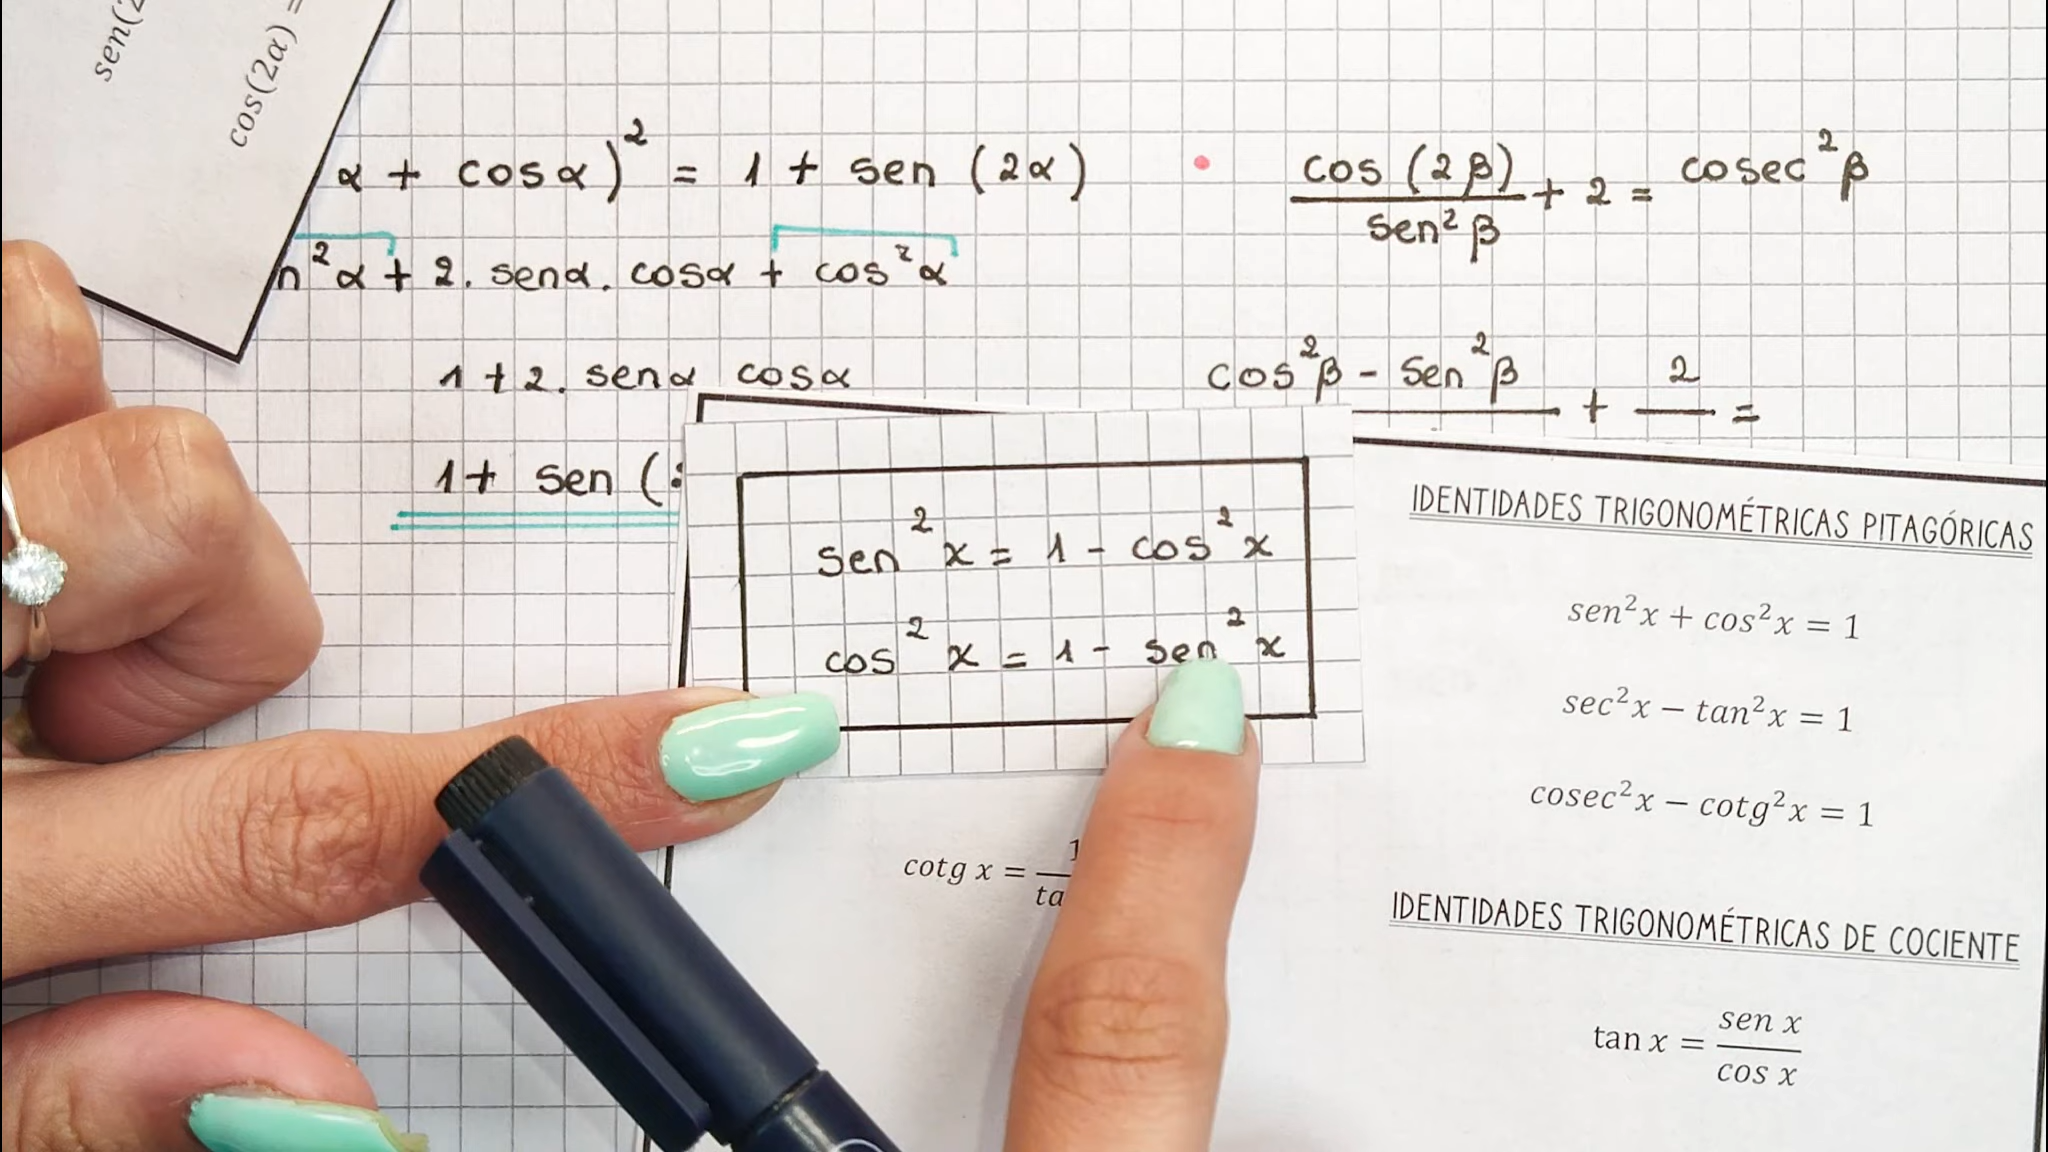 sen(2
cos(2α) =
α + cosα)² = 1 + sen (2α)
n²α + 2. senα. cosα + cos²α
1 + 2. senα cosα
1 + sen (
cos (2β) / sen²β + 2 = cosec²β
cos²β - sen²β
+ 2 =
sen²x = 1 - cos²x
cos²x = 1 - sen²x
cotg x = 1 / ta
IDENTIDADES TRIGONOMÉTRICAS PITAGÓRICAS
sen²x + cos²x = 1
sec²x − tan²x = 1
cosec²x − cotg²x = 1
IDENTIDADES TRIGONOMÉTRICAS DE COCIENTE
tan x = sen x / cos x